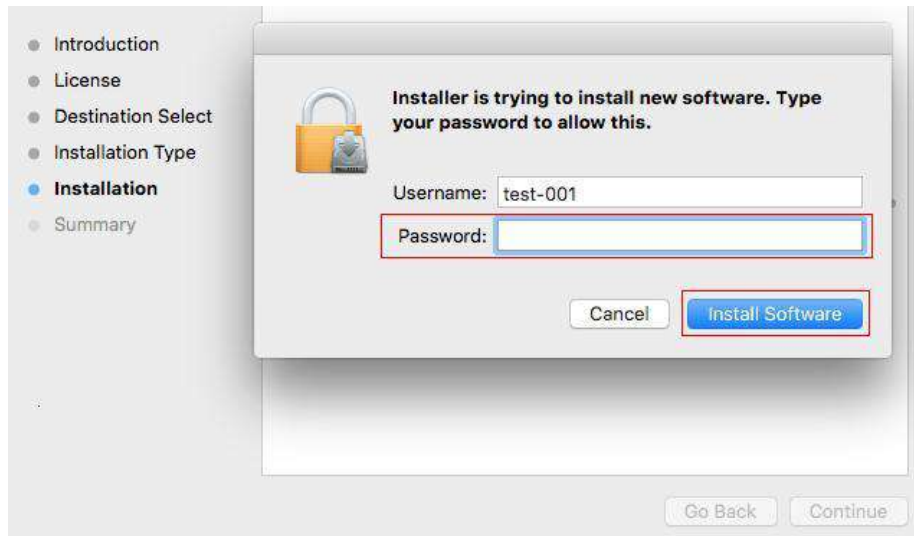 Introduction
License
Destination Select
Installation Type
Installation
Summary
Installer is trying to install new software. Type
your password to allow this.
Username: test-001
Password:
Cancel Install Software
Go Back Continue